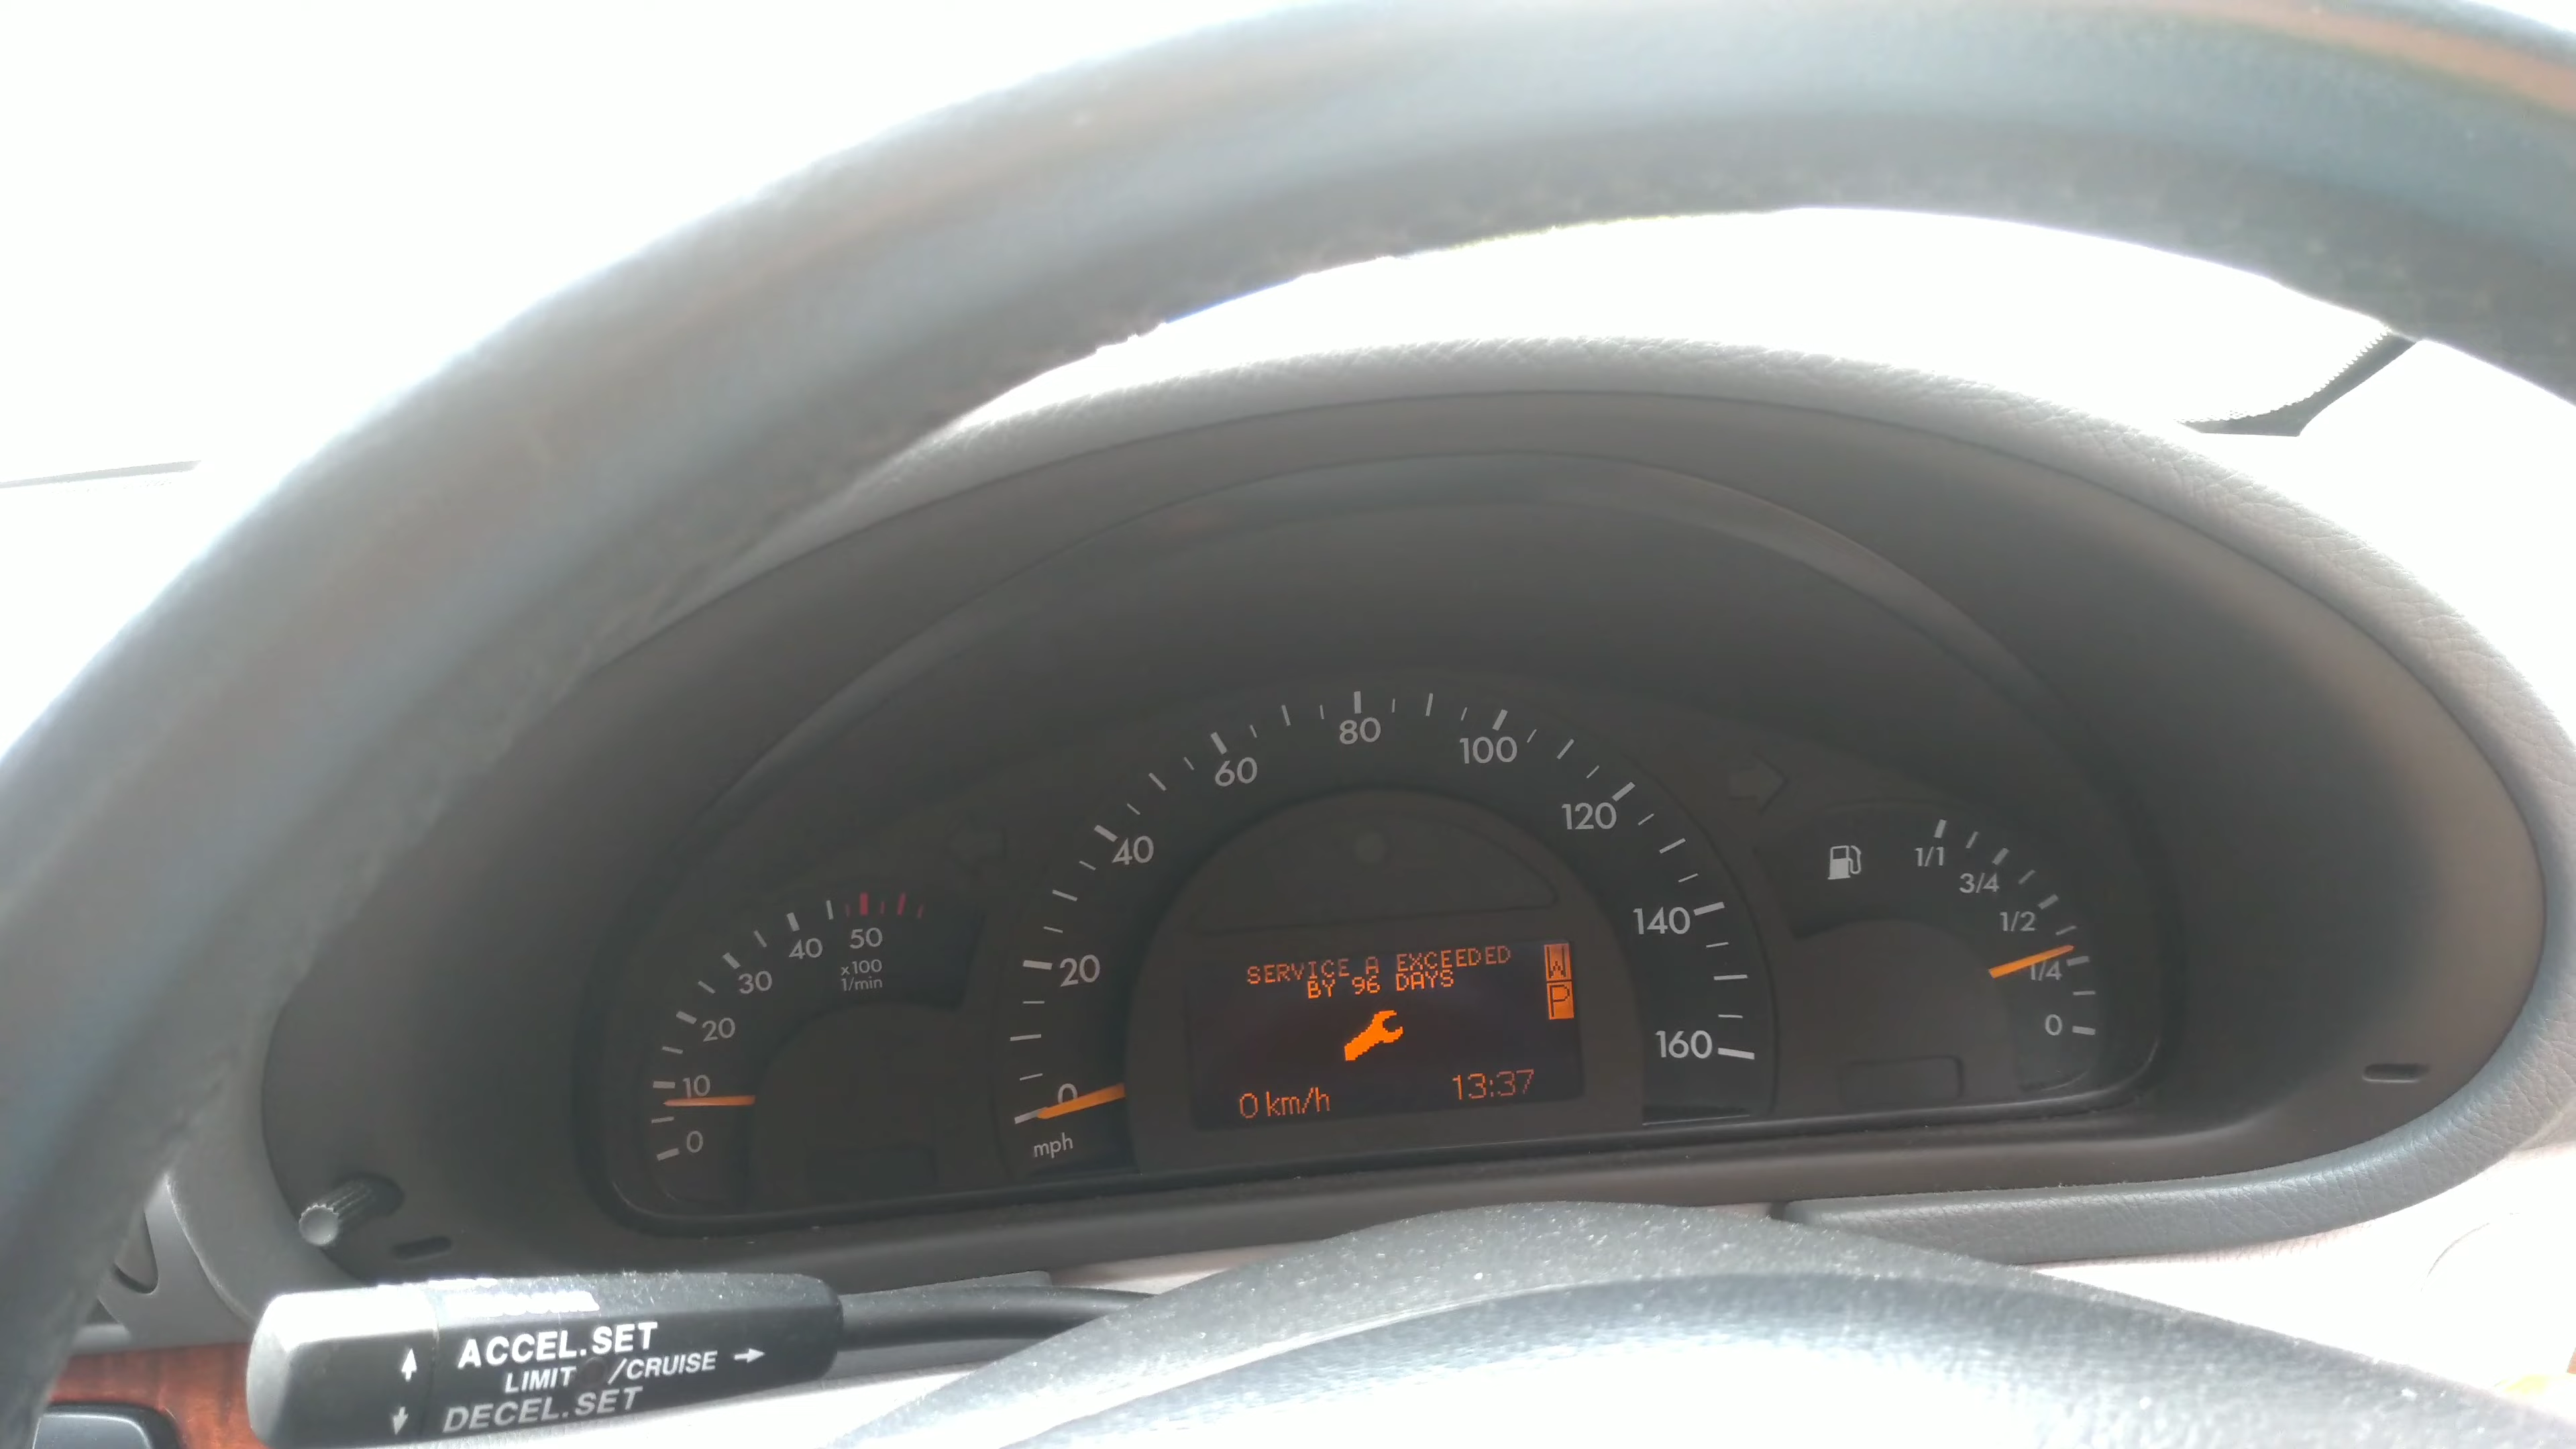 80
60
100
40
120
1/1
3/4
50
40
1/2
140
x100
1/min
30
20
SERVICE A EXCEEDED
BY 96 DAYS
W
P
1/4
20
160
0
10
0
0 km/h
13:37
0
mph
ACCEL.SET
LIMIT /CRUISE
DECEL.SET